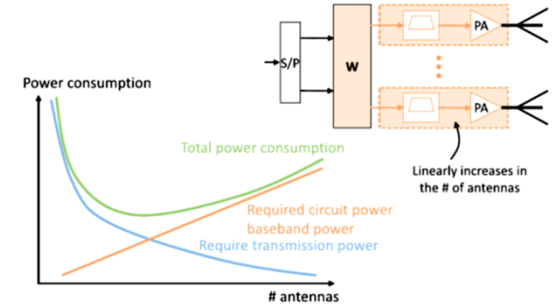 S/P
W
PA
PA
Power consumption
Total power consumption
Linearly increases in
the # of antennas
Required circuit power
baseband power
Require transmission power
# antennas